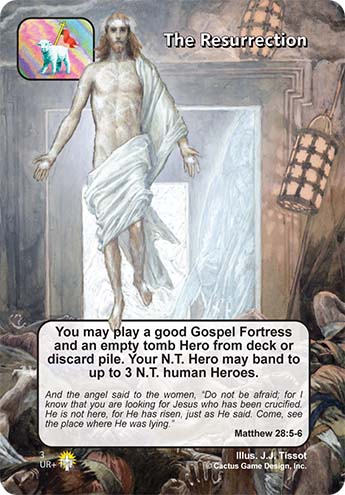 The Resurrection
You may play a good Gospel Fortress
and an empty tomb Hero from deck or
discard pile. Your N.T. Hero may band to
up to 3 N.T. human Heroes.
And the angel said to the women, "Do not be afraid; for I
know that you are looking for Jesus who has been crucified.
He is not here, for He has risen, just as He said. Come, see
the place where He was lying."
Matthew 28:5-6
3
UR+
Illus. J.J. Tissot
© Cactus Game Design, Inc.